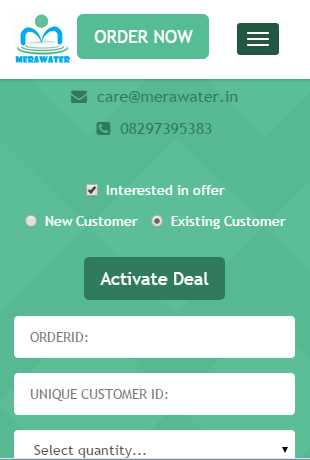 MERAWATER
ORDER NOW
care@merawater.in
08297395383
Interested in offer
New Customer Existing Customer
Activate Deal
ORDERID:
UNIQUE CUSTOMER ID:
Select quantity...